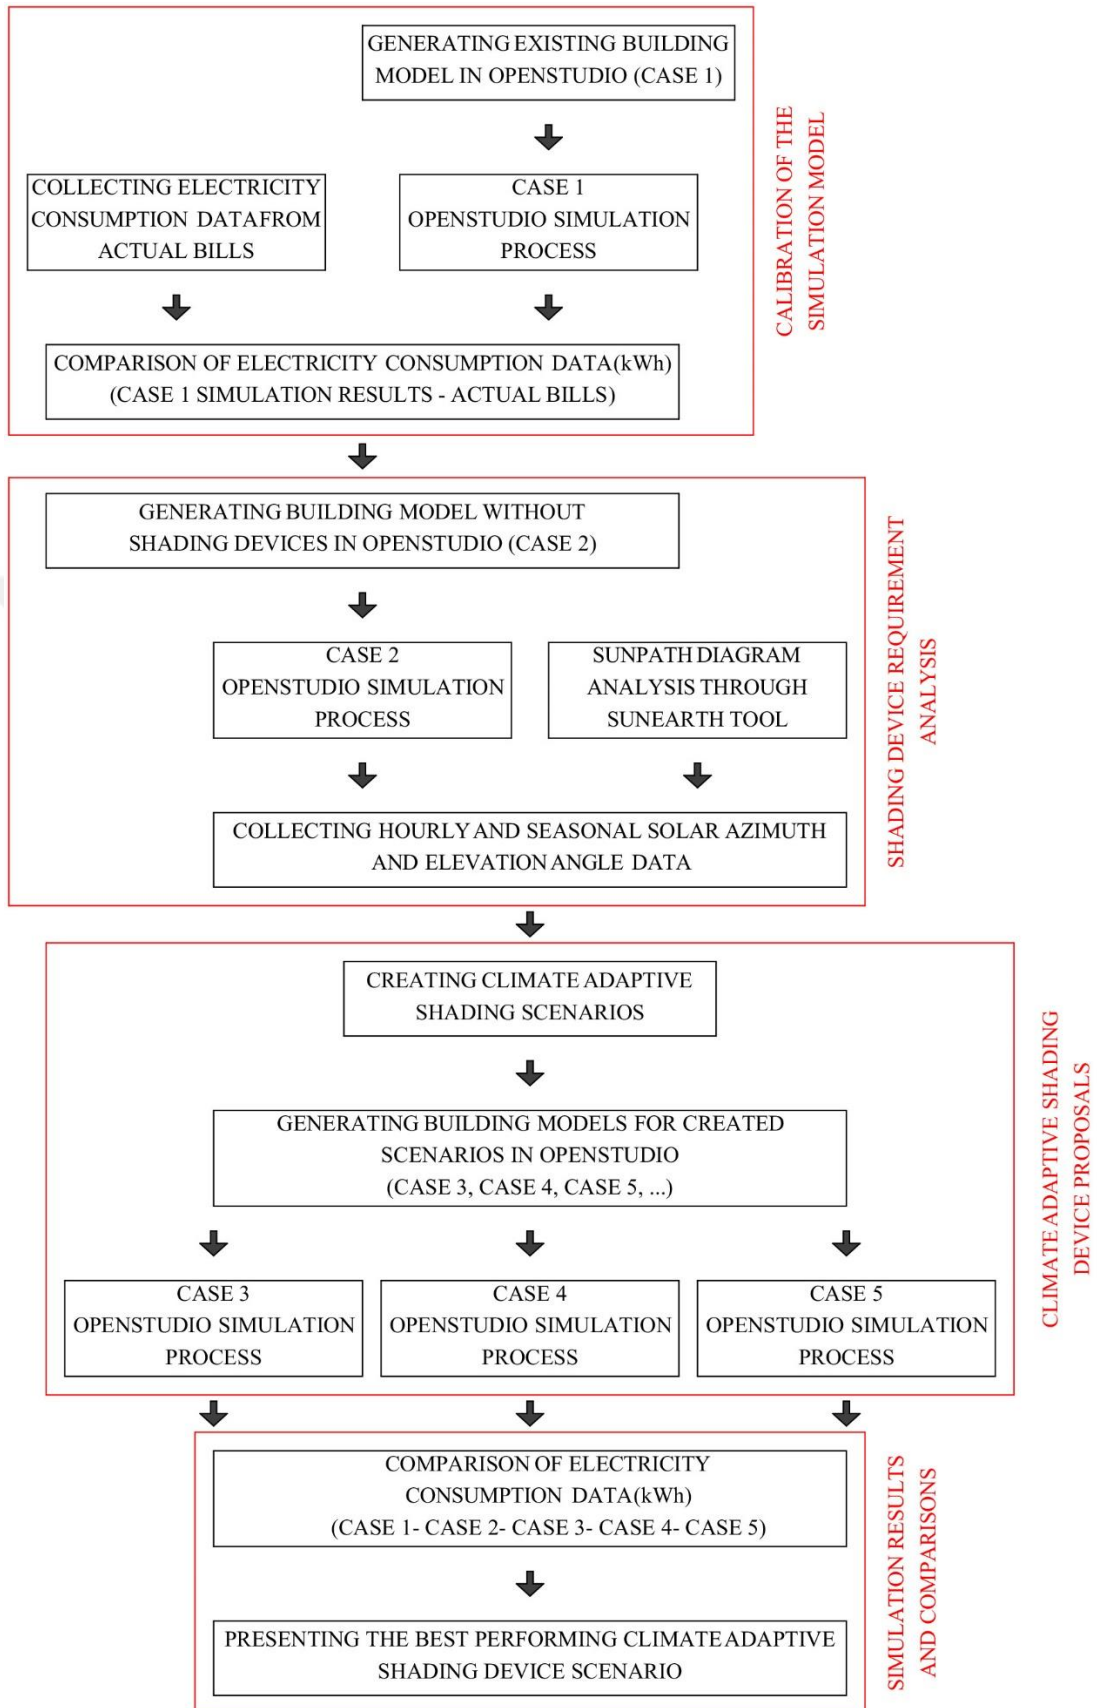 GENERATING EXISTING BUILDING
MODEL IN OPENSTUDIO (CASE 1)
COLLECTING ELECTRICITY
CONSUMPTION DATAFROM
ACTUAL BILLS
CASE 1
OPENSTUDIO SIMULATION
PROCESS
COMPARISON OF ELECTRICITY CONSUMPTION DATA(kWh)
(CASE 1 SIMULATION RESULTS - ACTUAL BILLS)
CALIBRATION OF THE
SIMULATION MODEL
GENERATING BUILDING MODEL WITHOUT
SHADING DEVICES IN OPENSTUDIO (CASE 2)
CASE 2
OPENSTUDIO SIMULATION
PROCESS
SUNPATH DIAGRAM
ANALYSIS THROUGH
SUNEARTH TOOL
COLLECTING HOURLY AND SEASONAL SOLAR AZIMUTH
AND ELEVATION ANGLE DATA
SHADING DEVICE REQUIREMENT
ANALYSIS
CREATING CLIMATE ADAPTIVE
SHADING SCENARIOS
GENERATING BUILDING MODELS FOR CREATED
SCENARIOS IN OPENSTUDIO
(CASE 3, CASE 4, CASE 5, ...)
CASE 3
OPENSTUDIO SIMULATION
PROCESS
CASE 4
OPENSTUDIO SIMULATION
PROCESS
CASE 5
OPENSTUDIO SIMULATION
PROCESS
CLIMATE ADAPTIVE SHADING
DEVICE PROPOSALS
COMPARISON OF ELECTRICITY
CONSUMPTION DATA(kWh)
(CASE 1- CASE 2- CASE 3- CASE 4- CASE 5)
PRESENTING THE BEST PERFORMING CLIMATE ADAPTIVE
SHADING DEVICE SCENARIO
SIMULATION RESULTS
AND COMPARISONS